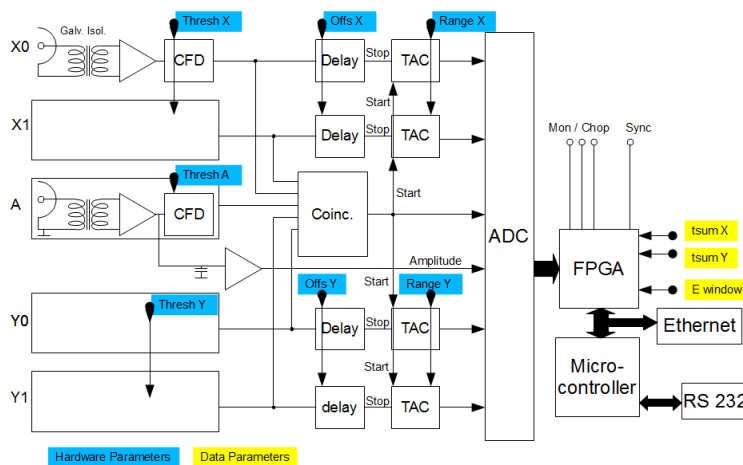 Thresh X
Offs X
Range X
X0
Galv. Isol.
CFD
Delay
Stop
TAC
Start
X1
Delay
Stop
TAC
Mon / Chop
Sync
Thresh A
A
CFD
Coinc.
Start
ADC
FPGA
tsum X
tsum Y
E window
Amplitude
Start
Offs Y
Range Y
Thresh Y
Y0
Delay
Stop
TAC
Ethernet
Start
Micro-
controller
Y1
delay
Stop
TAC
RS 232
Hardware Parameters
Data Parameters